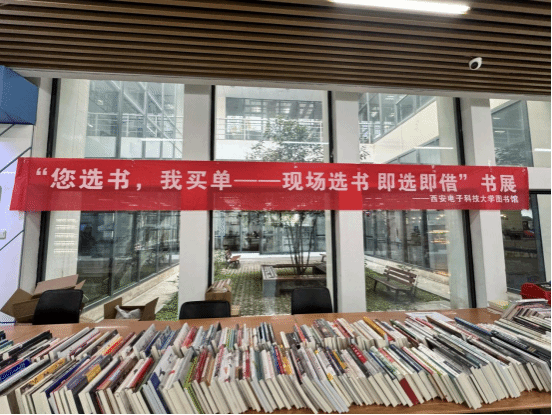 “您选书，我买单——现场选书 即选即借”书展
——西安电子科技大学图书馆